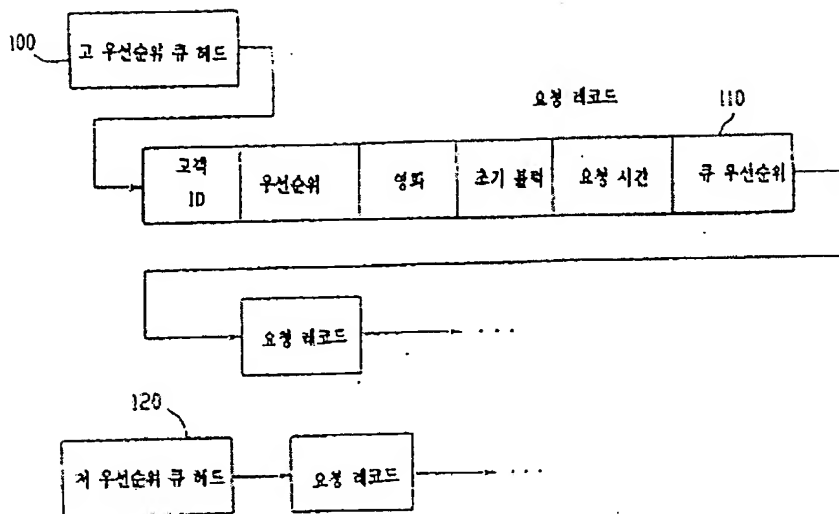 100
고 우선순위 큐 헤드
요청 레코드
110
고객 ID
우선순위
영화
초기 블럭
요청 시간
큐 우선순위
요청 레코드
...
120
저 우선순위 큐 헤드
요청 레코드
...